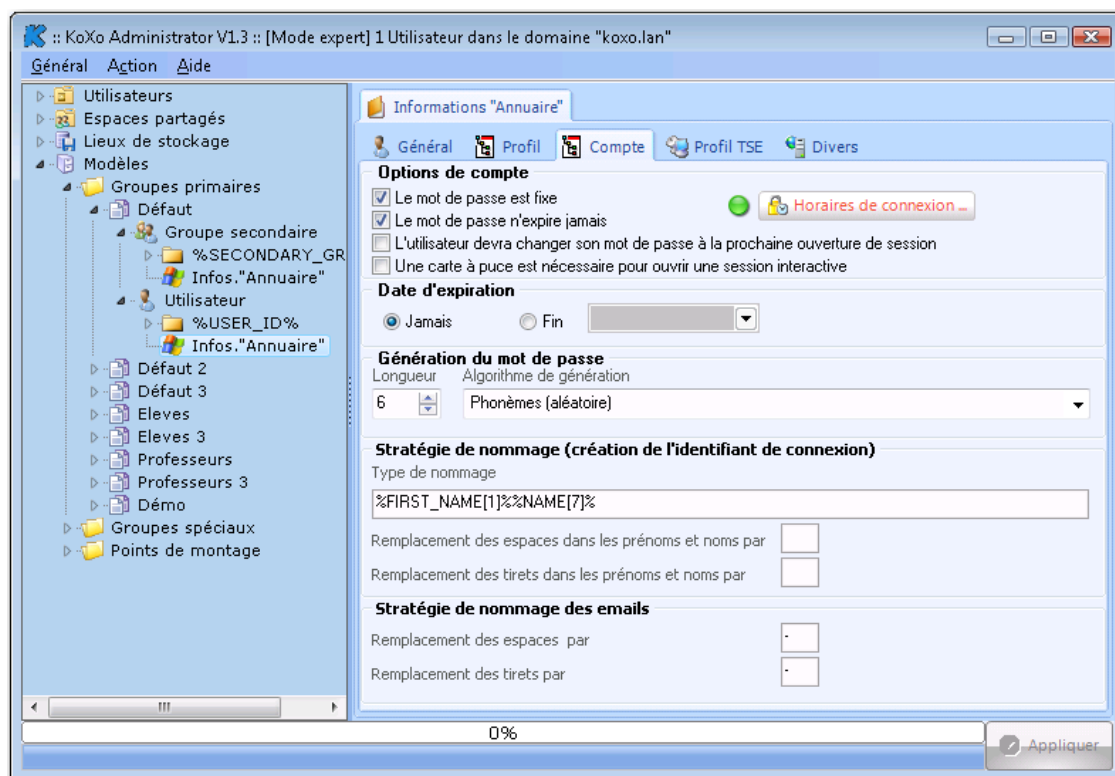 :: KoXo Administrator V1.3 :: [Mode expert] 1 Utilisateur dans le domaine "koxo.lan"
Général Action Aide
Utilisateurs
Espaces partagés
Lieux de stockage
Modèles
Groupes primaires
Défaut
Groupe secondaire
%SECONDARY_GR
Infos."Annuaire"
Utilisateur
%USER_ID%
Infos."Annuaire"
Défaut 2
Défaut 3
Eleves
Eleves 3
Professeurs
Professeurs 3
Démo
Groupes spéciaux
Points de montage
Informations "Annuaire"
Général Profil Compte Profil TSE Divers
Options de compte
Le mot de passe est fixe
Horaires de connexion ...
Le mot de passe n'expire jamais
L'utilisateur devra changer son mot de passe à la prochaine ouverture de session
Une carte à puce est nécessaire pour ouvrir une session interactive
Date d'expiration
Jamais Fin
Génération du mot de passe
Longueur Algorithme de génération
6 Phonèmes (aléatoire)
Stratégie de nommage (création de l'identifiant de connexion)
Type de nommage
%FIRST_NAME[1]%%NAME[7]%
Remplacement des espaces dans les prénoms et noms par
Remplacement des tirets dans les prénoms et noms par
Stratégie de nommage des emails
Remplacement des espaces par -
Remplacement des tirets par -
0%
Appliquer